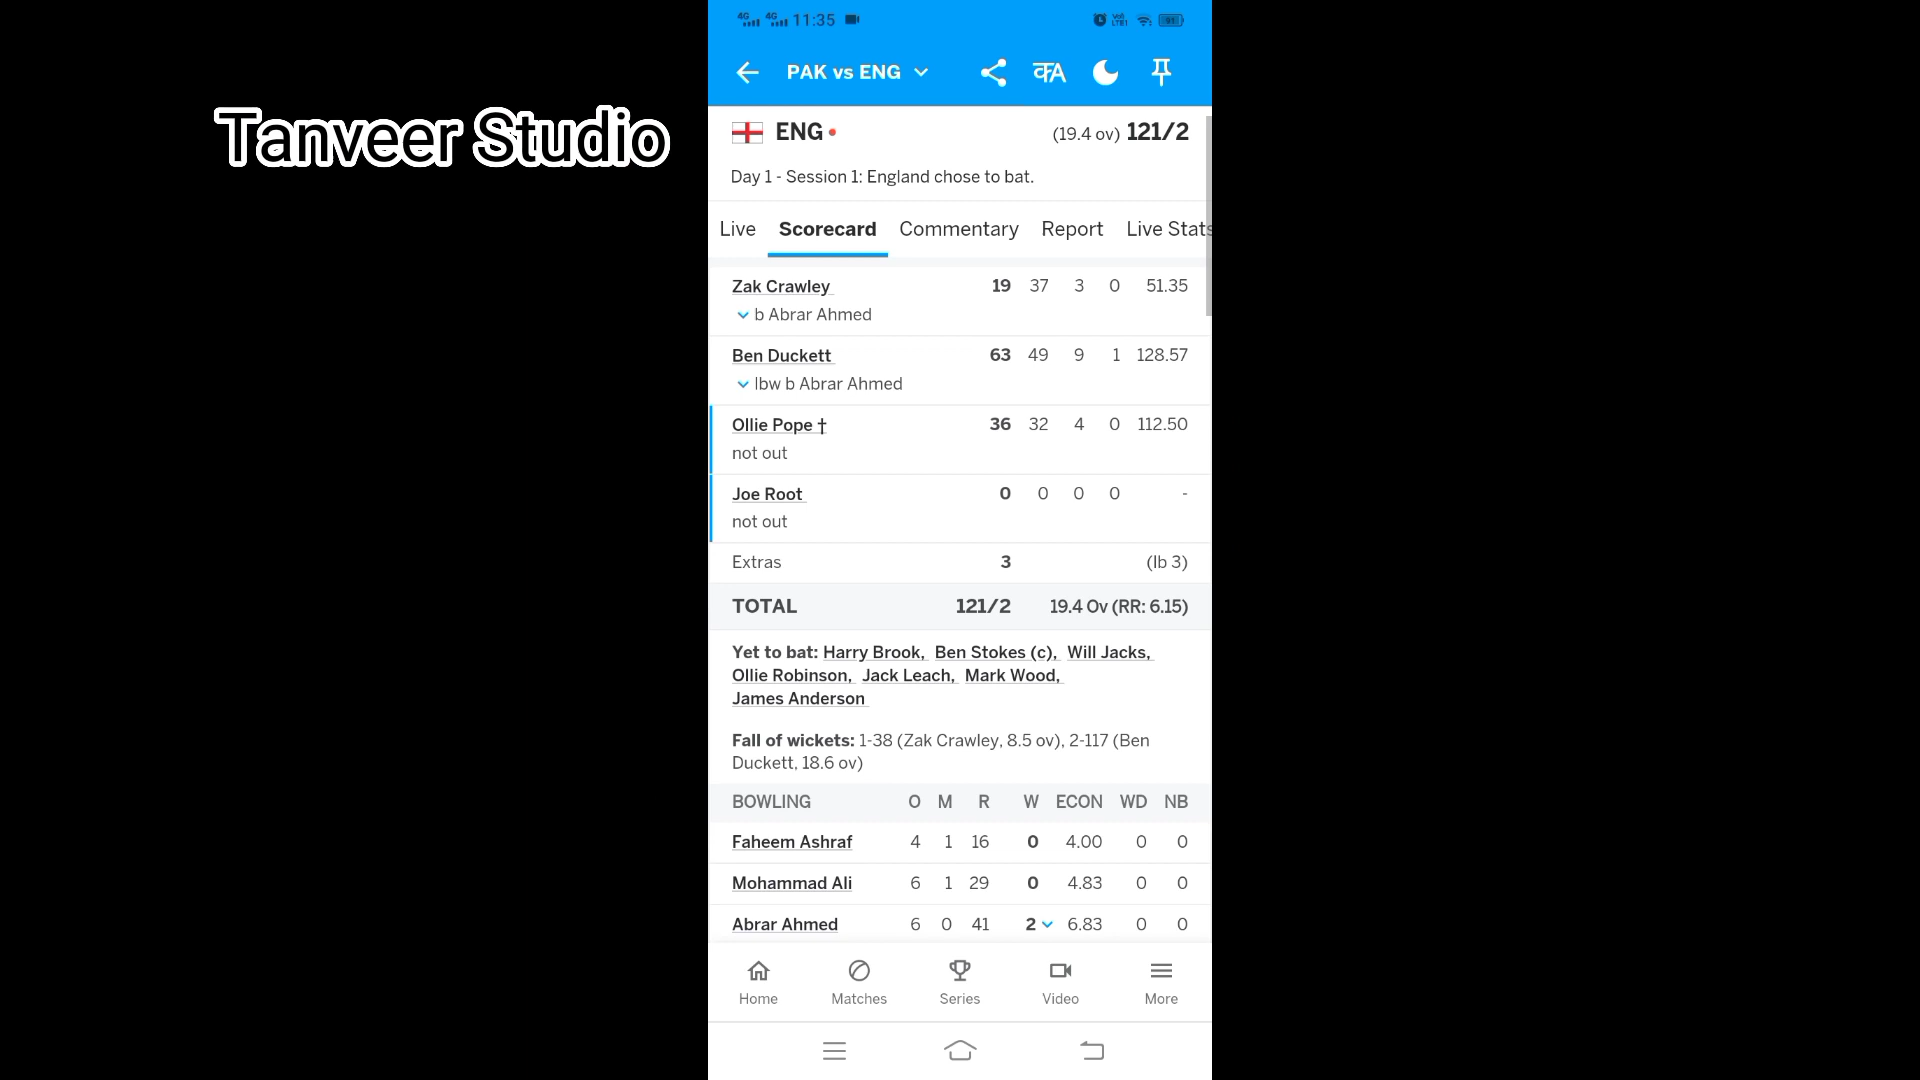 4G 4G 11:35
PAK vs ENG
Tanveer Studio
ENG (19.4 ov) 121/2
Day 1 - Session 1: England chose to bat.
Live Scorecard Commentary Report Live Stats
Zak Crawley 19 37 3 0 51.35
b Abrar Ahmed
Ben Duckett 63 49 9 1 128.57
lbw b Abrar Ahmed
Ollie Pope † 36 32 4 0 112.50
not out
Joe Root 0 0 0 0 -
not out
Extras 3 (lb 3)
TOTAL 121/2 19.4 Ov (RR: 6.15)
Yet to bat: Harry Brook, Ben Stokes (c), Will Jacks,
Ollie Robinson, Jack Leach, Mark Wood,
James Anderson
Fall of wickets: 1-38 (Zak Crawley, 8.5 ov), 2-117 (Ben
Duckett, 18.6 ov)
BOWLING O M R W ECON WD NB
Faheem Ashraf 4 1 16 0 4.00 0 0
Mohammad Ali 6 1 29 0 4.83 0 0
Abrar Ahmed 6 0 41 2 6.83 0 0
Home Matches Series Video More